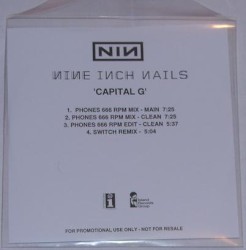 NIN
NINE INCH NAILS
'CAPITAL G'
1. PHONES 666 RPM MIX - MAIN 7:25
2. PHONES 666 RPM MIX - CLEAN 7:25
3. PHONES 666 RPM EDIT - CLEAN 5:37
4. SWITCH REMIX - 5:04
FOR PROMOTIONAL USE ONLY - NOT FOR RESALE